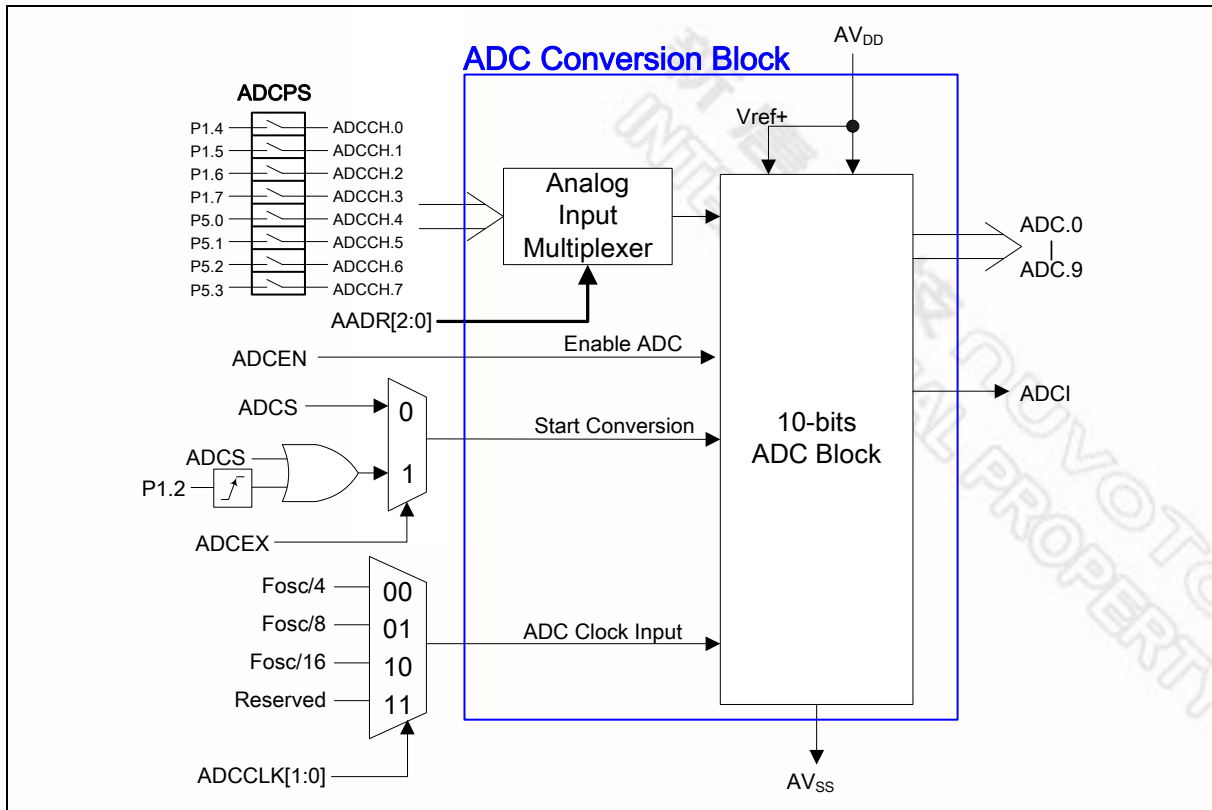 ADC Conversion Block
AV_DD
ADCPS
Vref+
P1.4 ADCCH.0
P1.5 ADCCH.1
P1.6 ADCCH.2
P1.7 ADCCH.3
P5.0 ADCCH.4
P5.1 ADCCH.5
P5.2 ADCCH.6
P5.3 ADCCH.7
Analog
Input
Multiplexer
AADR[2:0]
ADC.0
|
ADC.9
ADCEN
Enable ADC
ADCS
0
Start Conversion
10-bits
ADC Block
ADCI
ADCS
1
P1.2
ADCEX
Fosc/4
00
Fosc/8
01
ADC Clock Input
Fosc/16
10
Reserved
11
ADCCLK[1:0]
AV_SS
NUVOTO
PROPERTY